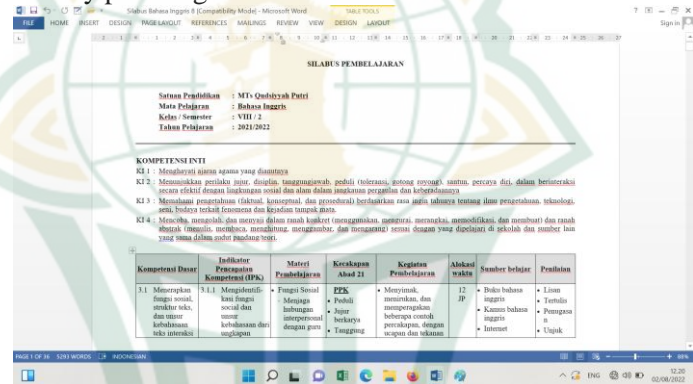 Silabus Bahasa Inggris 8 [Compatibility Mode] - Microsoft Word
TABLE TOOLS
FILE HOME INSERT DESIGN PAGE LAYOUT REFERENCES MAILINGS REVIEW VIEW DESIGN LAYOUT
Sign in
SILABUS PEMBELAJARAN
Satuan Pendidikan : MTs Qudsiyyah Putri
Mata Pelajaran : Bahasa Inggris
Kelas / Semester : VIII / 2
Tahun Pelajaran : 2021/2022
KOMPETENSI INTI
KI 1 : Menghayati ajaran agama yang dianutnya
KI 2 : Menunjukkan perilaku jujur, disiplin, tanggungjawab, peduli (toleransi, gotong royong), santun, percaya diri, dalam berinteraksi
secara efektif dengan lingkungan sosial dan alam dalam jangkauan pergaulan dan keberadaannya
KI 3 : Memahami pengetahuan (faktual, konseptual, dan prosedural) berdasarkan rasa ingin tahunya tentang ilmu pengetahuan, teknologi,
seni, budaya terkait fenomena dan kejadian tampak mata.
KI 4 : Mencoba, mengolah, dan menyaji dalam ranah konkret (menggunakan, mengurai, merangkai, memodifikasi, dan membuat) dan ranah
abstrak (menulis, membaca, menghitung, menggambar, dan mengarang) sesuai dengan yang dipelajari di sekolah dan sumber lain
yang sama dalam sudut pandang/teori.
Kompetensi Dasar
Indikator
Pencapaian
Kompetensi (IPK)
Materi
Pembelajaran
Kecakapan
Abad 21
Kegiatan
Pembelajaran
Alokasi
waktu
Sumber belajar
Penilaian
3.1 Menerapkan
fungsi sosial,
struktur teks,
dan unsur
kebahasaan
teks interaksi
3.1.1 Mengidentifi-
kasi fungsi
social dan
unsur
kebahasaan dari
ungkapan
• Fungsi Sosial
- Menjaga
hubungan
interpersonal
dengan guru
PPK
• Peduli
• Jujur
berkarya
• Tanggung
• Menyimak,
menirukan, dan
memperagakan
beberapa contoh
percakapan, dengan
ucapan dan tekanan
12
JP
• Buku bahasa
inggris
• Kamus bahasa
inggris
• Internet
• Lisan
• Tertulis
• Penugasa
n
• Unjuk
PAGE 1 OF 36 5293 WORDS INDONESIAN
80%
ENG
12.20
02/08/2022